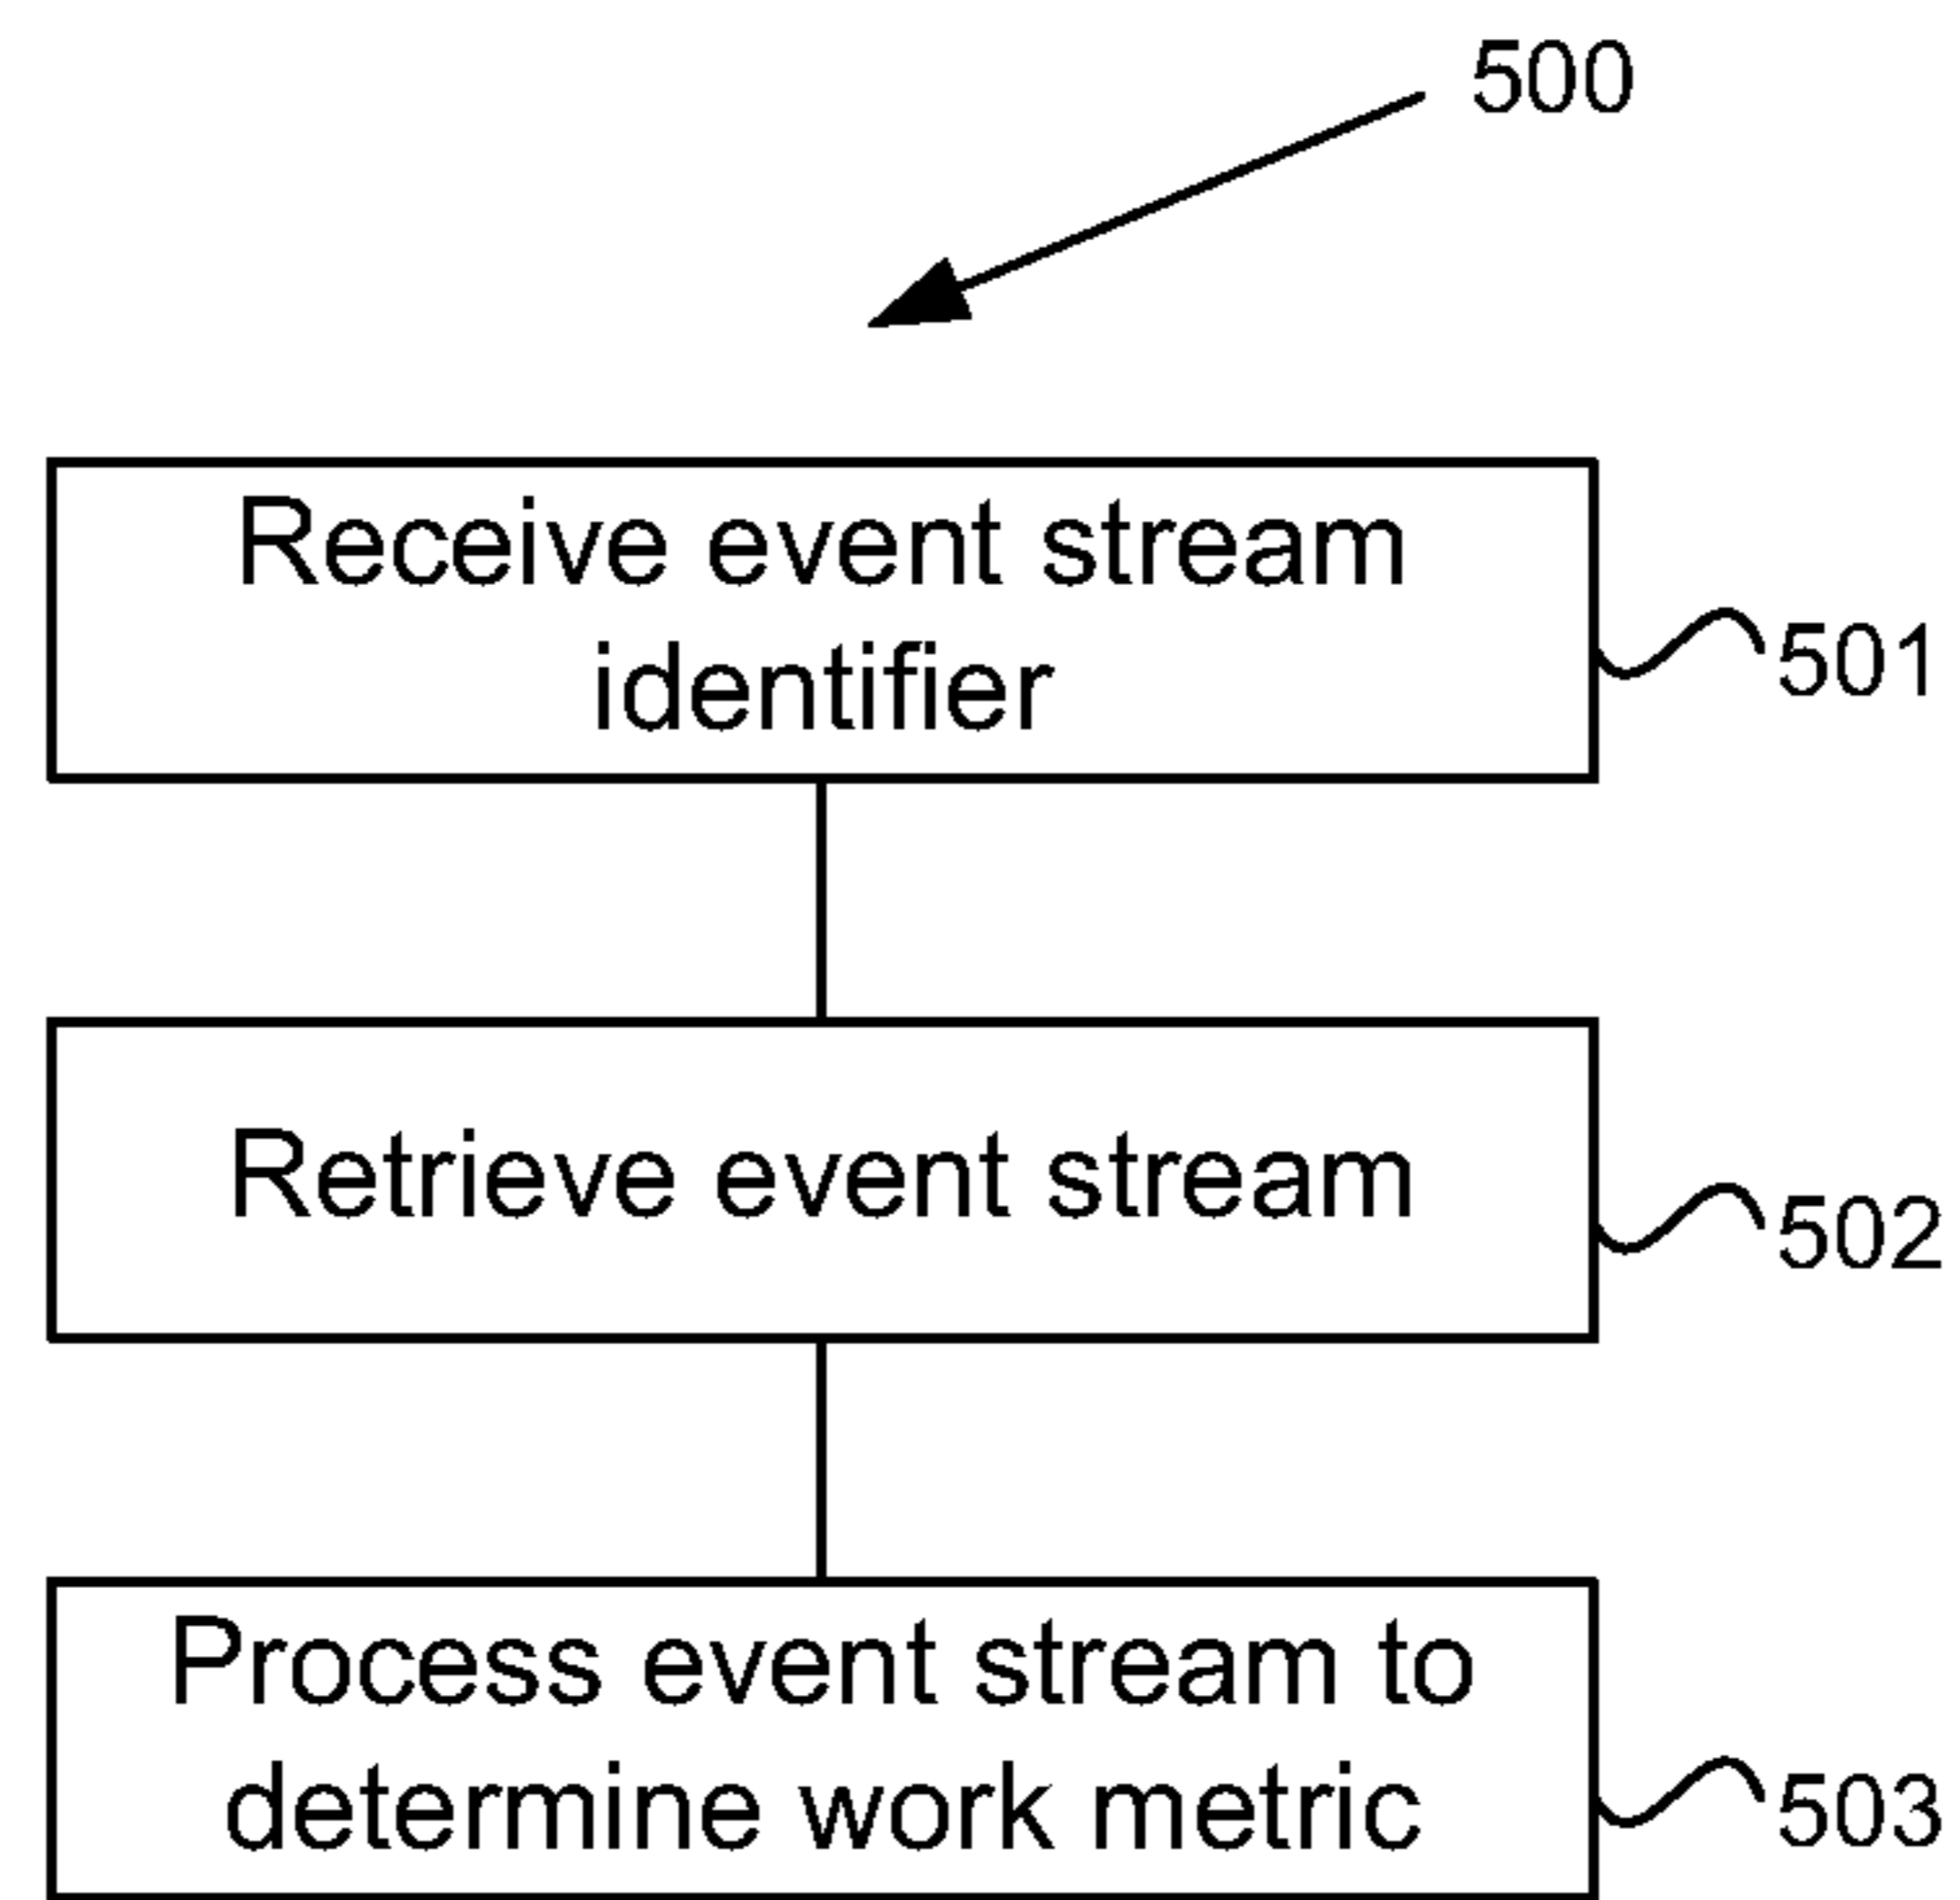 500
Receive event stream
identifier
501
Retrieve event stream
502
Process event stream to
determine work metric
503